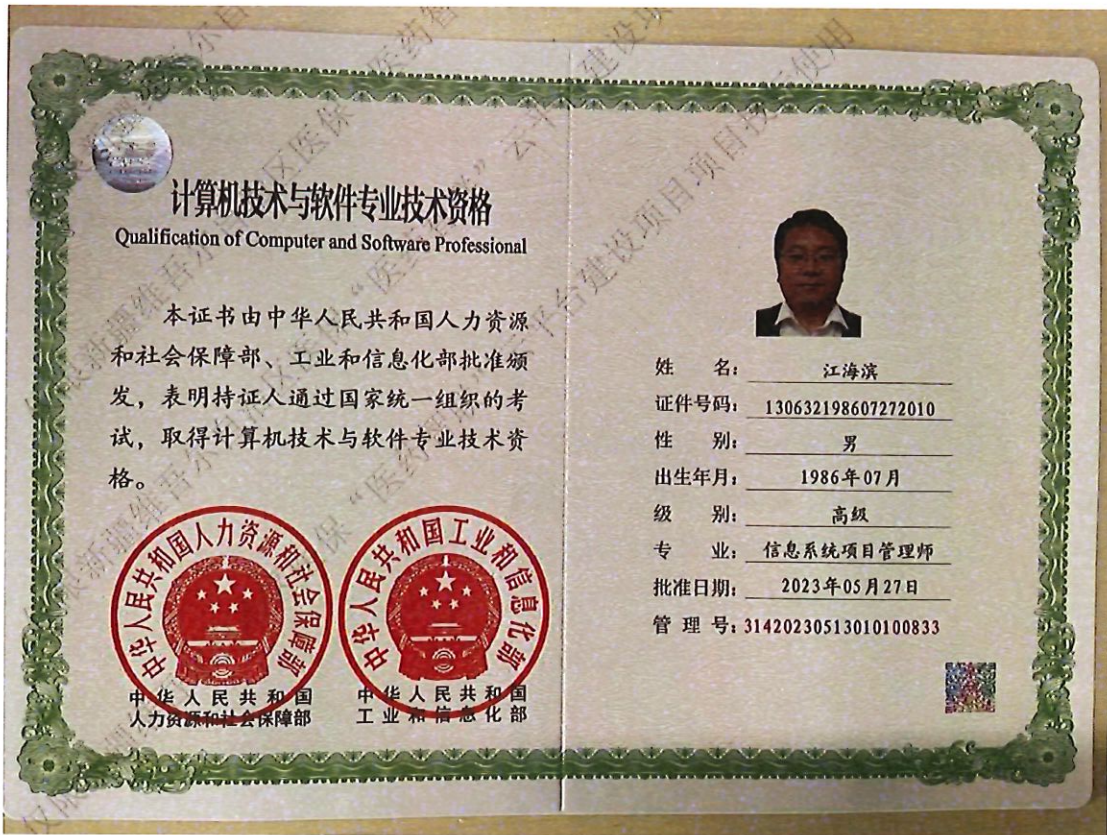 计算机技术与软件专业技术资格
Qualification of Computer and Software Professional
本证书由中华人民共和国人力资源
和社会保障部、工业和信息化部批准颁
发，表明持证人通过国家统一组织的考
试，取得计算机技术与软件专业技术资
格。
中华人民共和国人力资源和社会保障部
中华人民共和国工业和信息化部
中华人民共和国
人力资源和社会保障部
中华人民共和国
工业和信息化部
姓 名：江海滨
证件号码：130632198607272010
性 别：男
出生年月：1986年07月
级 别：高级
专 业：信息系统项目管理师
批准日期：2023年05月27日
管 理 号：31420230513010100833